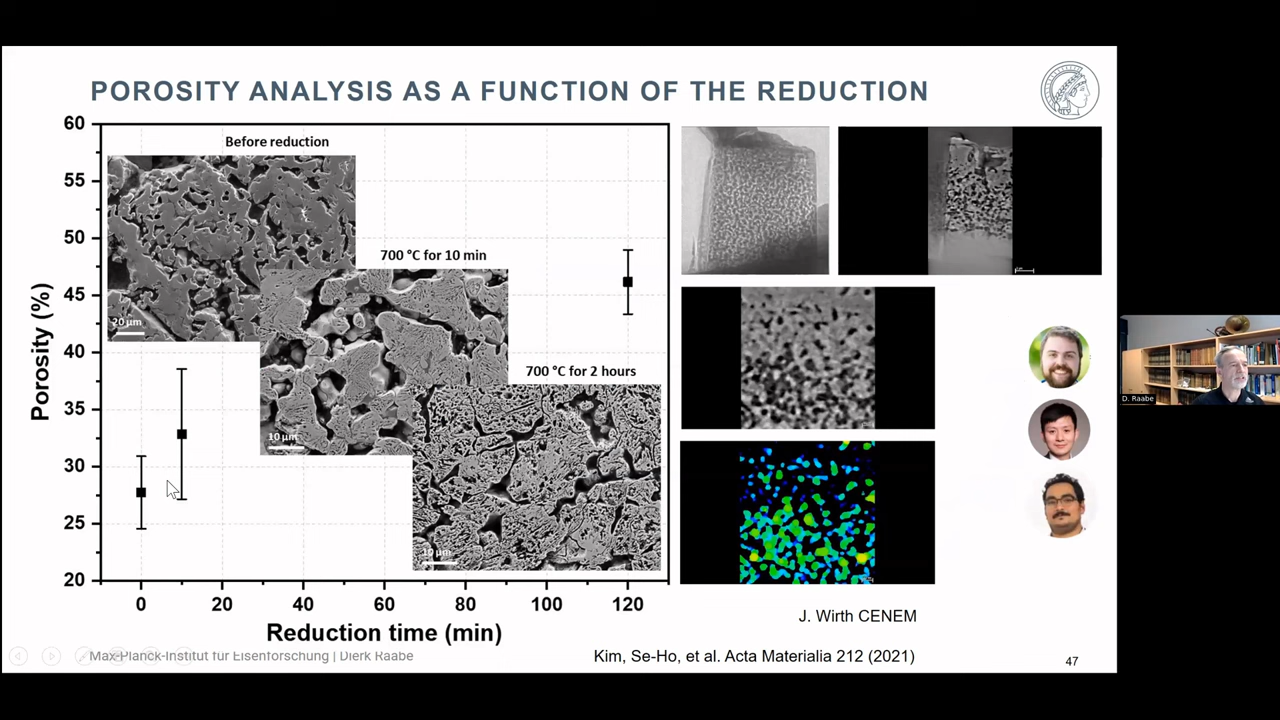 POROSITY ANALYSIS AS A FUNCTION OF THE REDUCTION
60
55
50
45
40
35
30
25
20
Porosity (%)
Before reduction
20 µm
700 °C for 10 min
10 µm
700 °C for 2 hours
10 µm
0 20 40 60 80 100 120
Reduction time (min)
J. Wirth CENEM
Max-Planck-Institut für Eisenforschung | Dierk Raabe
Kim, Se-Ho, et al. Acta Materialia 212 (2021)
47
D. Raabe